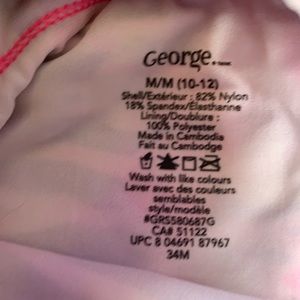 George.
M/M (10-12)
Shell/Extérieur : 82% Nylon
18% Spandex/Élasthanne
Lining/Doublure :
100% Polyester
Made in Cambodia
Fait au Cambodge
Wash with like colours
Laver avec des couleurs
semblables
style/modèle
#GRS580687G
CA# 51122
UPC 8 04691 87967
34M